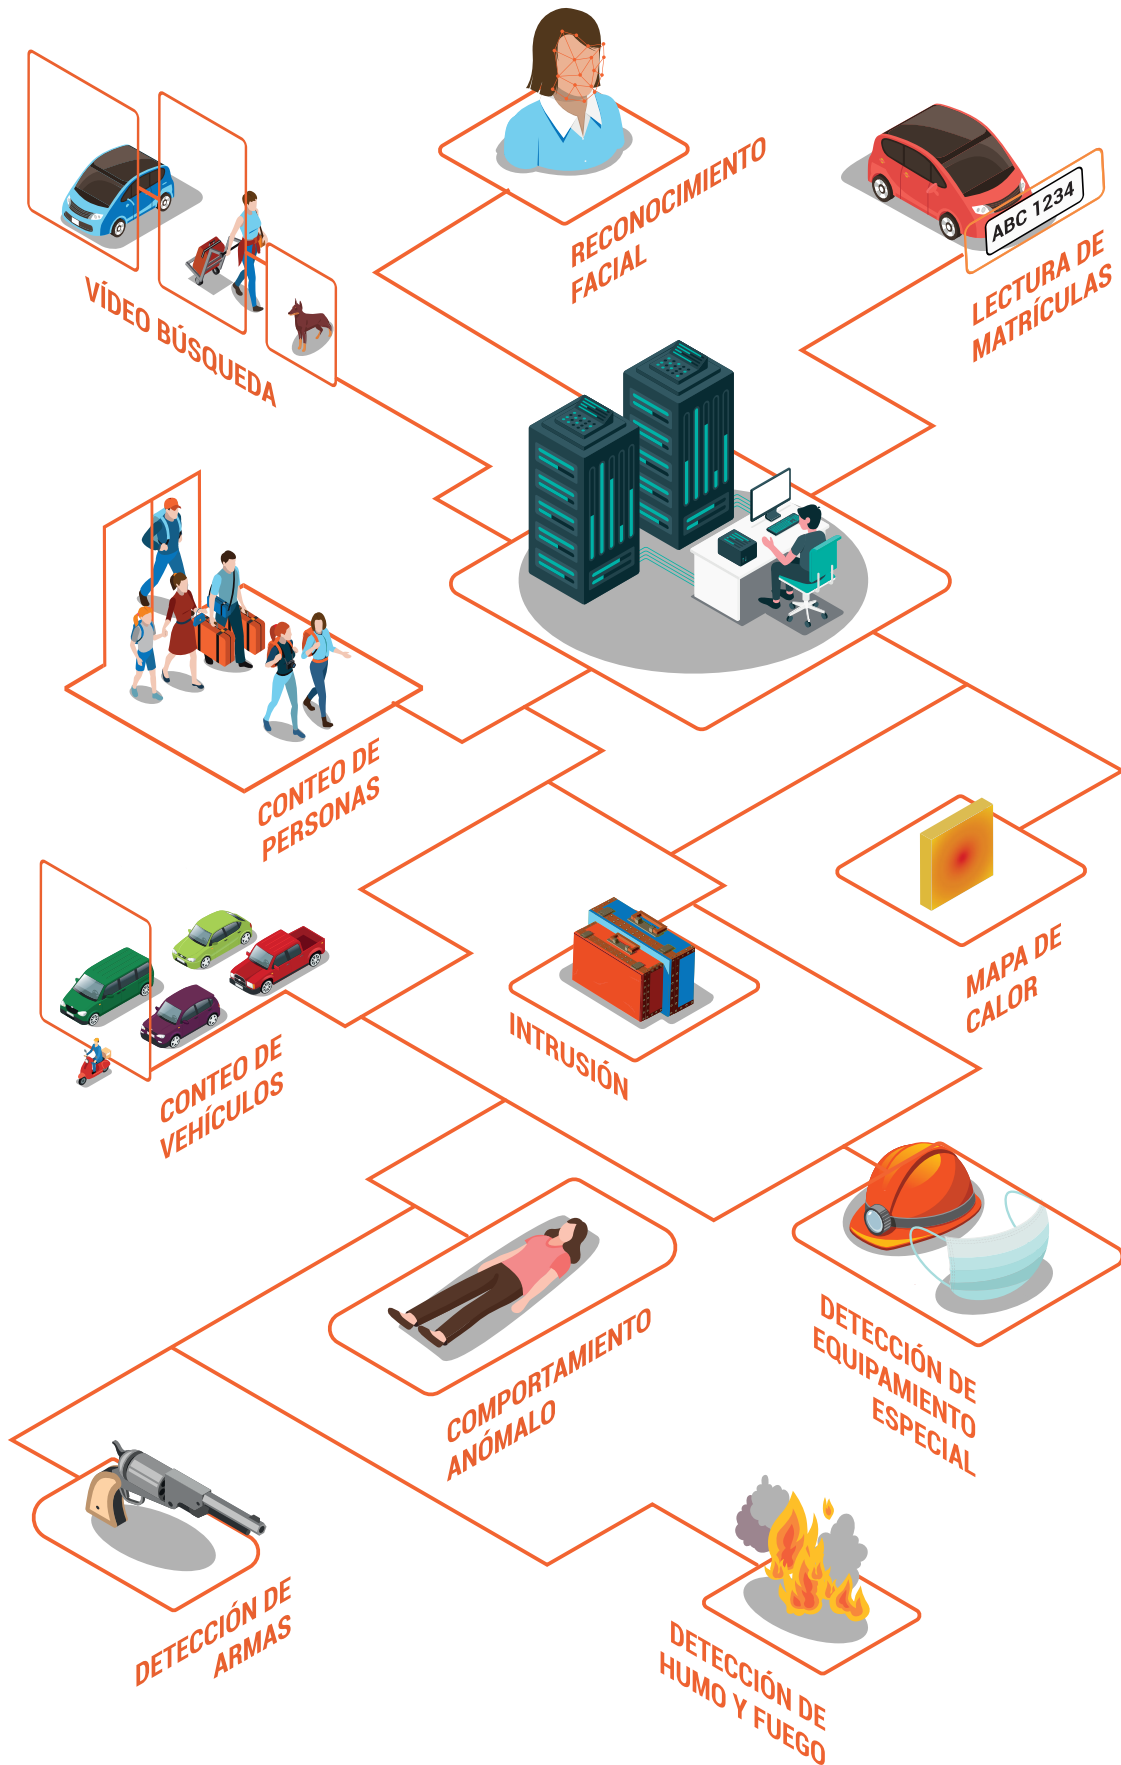 RECONOCIMIENTO
FACIAL
ABC 1234
LECTURA DE
MATRÍCULAS
VÍDEO BÚSQUEDA
CONTEO DE
PERSONAS
MAPA DE
CALOR
INTRUSIÓN
CONTEO DE
VEHÍCULOS
DETECCIÓN DE
EQUIPAMIENTO
ESPECIAL
COMPORTAMIENTO
ANÓMALO
DETECCIÓN DE
ARMAS
DETECCIÓN DE
HUMO Y FUEGO